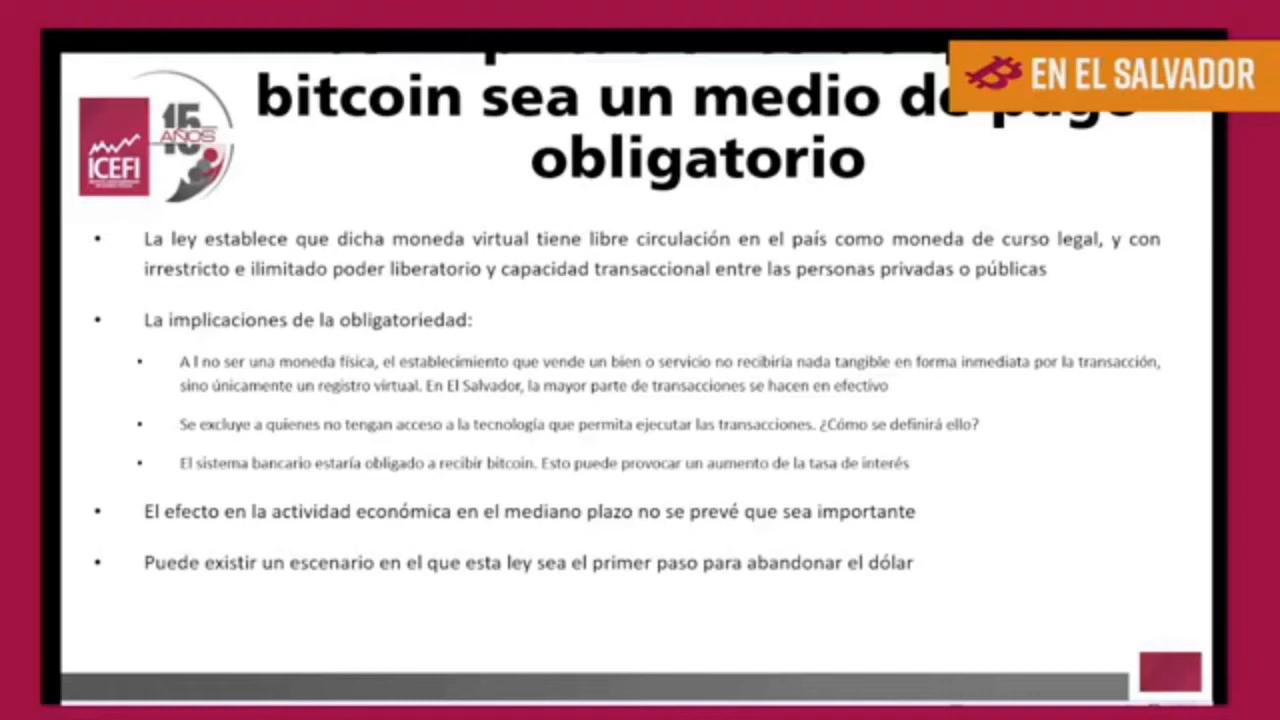 bitcoin sea un medio de pago
obligatorio
₿ EN EL SALVADOR
15
AÑOS
ICEFI
• La ley establece que dicha moneda virtual tiene libre circulación en el país como moneda de curso legal, y con
irrestricto e ilimitado poder liberatorio y capacidad transaccional entre las personas privadas o públicas
• La implicaciones de la obligatoriedad:
• A l no ser una moneda física, el establecimiento que vende un bien o servicio no recibiría nada tangible en forma inmediata por la transacción,
sino únicamente un registro virtual. En El Salvador, la mayor parte de transacciones se hacen en efectivo
• Se excluye a quienes no tengan acceso a la tecnología que permita ejecutar las transacciones. ¿Cómo se definirá ello?
• El sistema bancario estaría obligado a recibir bitcoin. Esto puede provocar un aumento de la tasa de interés
• El efecto en la actividad económica en el mediano plazo no se prevé que sea importante
• Puede existir un escenario en el que esta ley sea el primer paso para abandonar el dólar